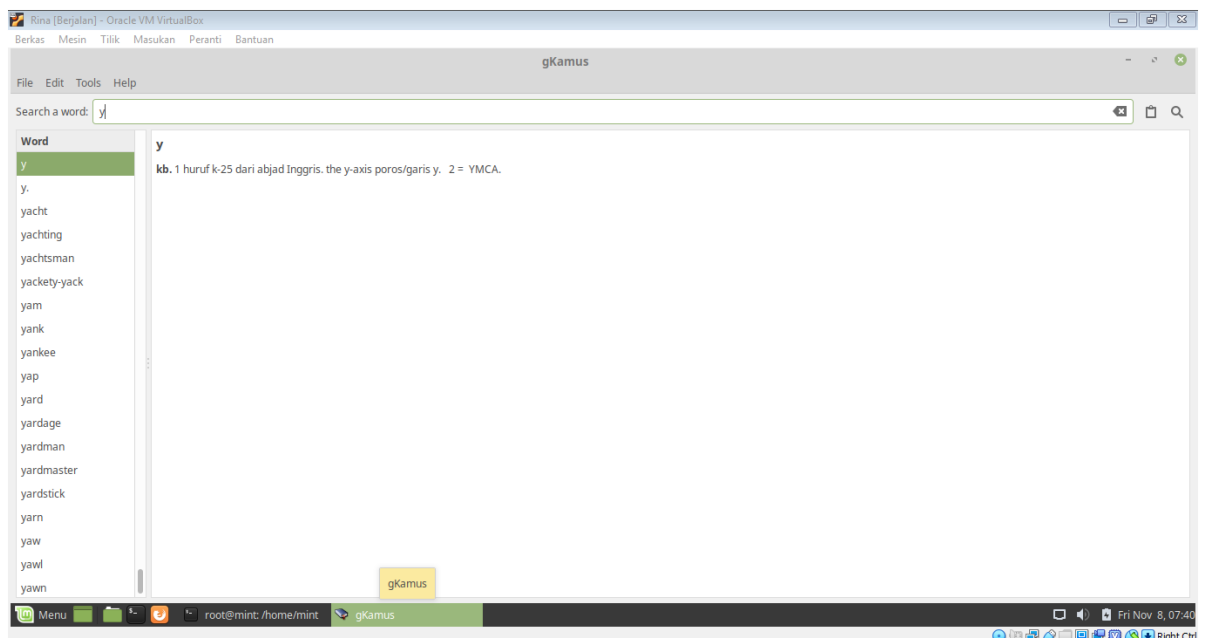 Rina [Berjalan] - Oracle VM VirtualBox
Berkas Mesin Tilik Masukan Peranti Bantuan
gKamus
File Edit Tools Help
Search a word: y
Word
y
y.
yacht
yachting
yachtsman
yackety-yack
yam
yank
yankee
yap
yard
yardage
yardman
yardmaster
yardstick
yarn
yaw
yawl
yawn
y
kb. 1 huruf k-25 dari abjad Inggris. the y-axis poros/garis y. 2 = YMCA.
gKamus
Menu root@mint: /home/mint gKamus Fri Nov 8, 07:40
Right Ctrl